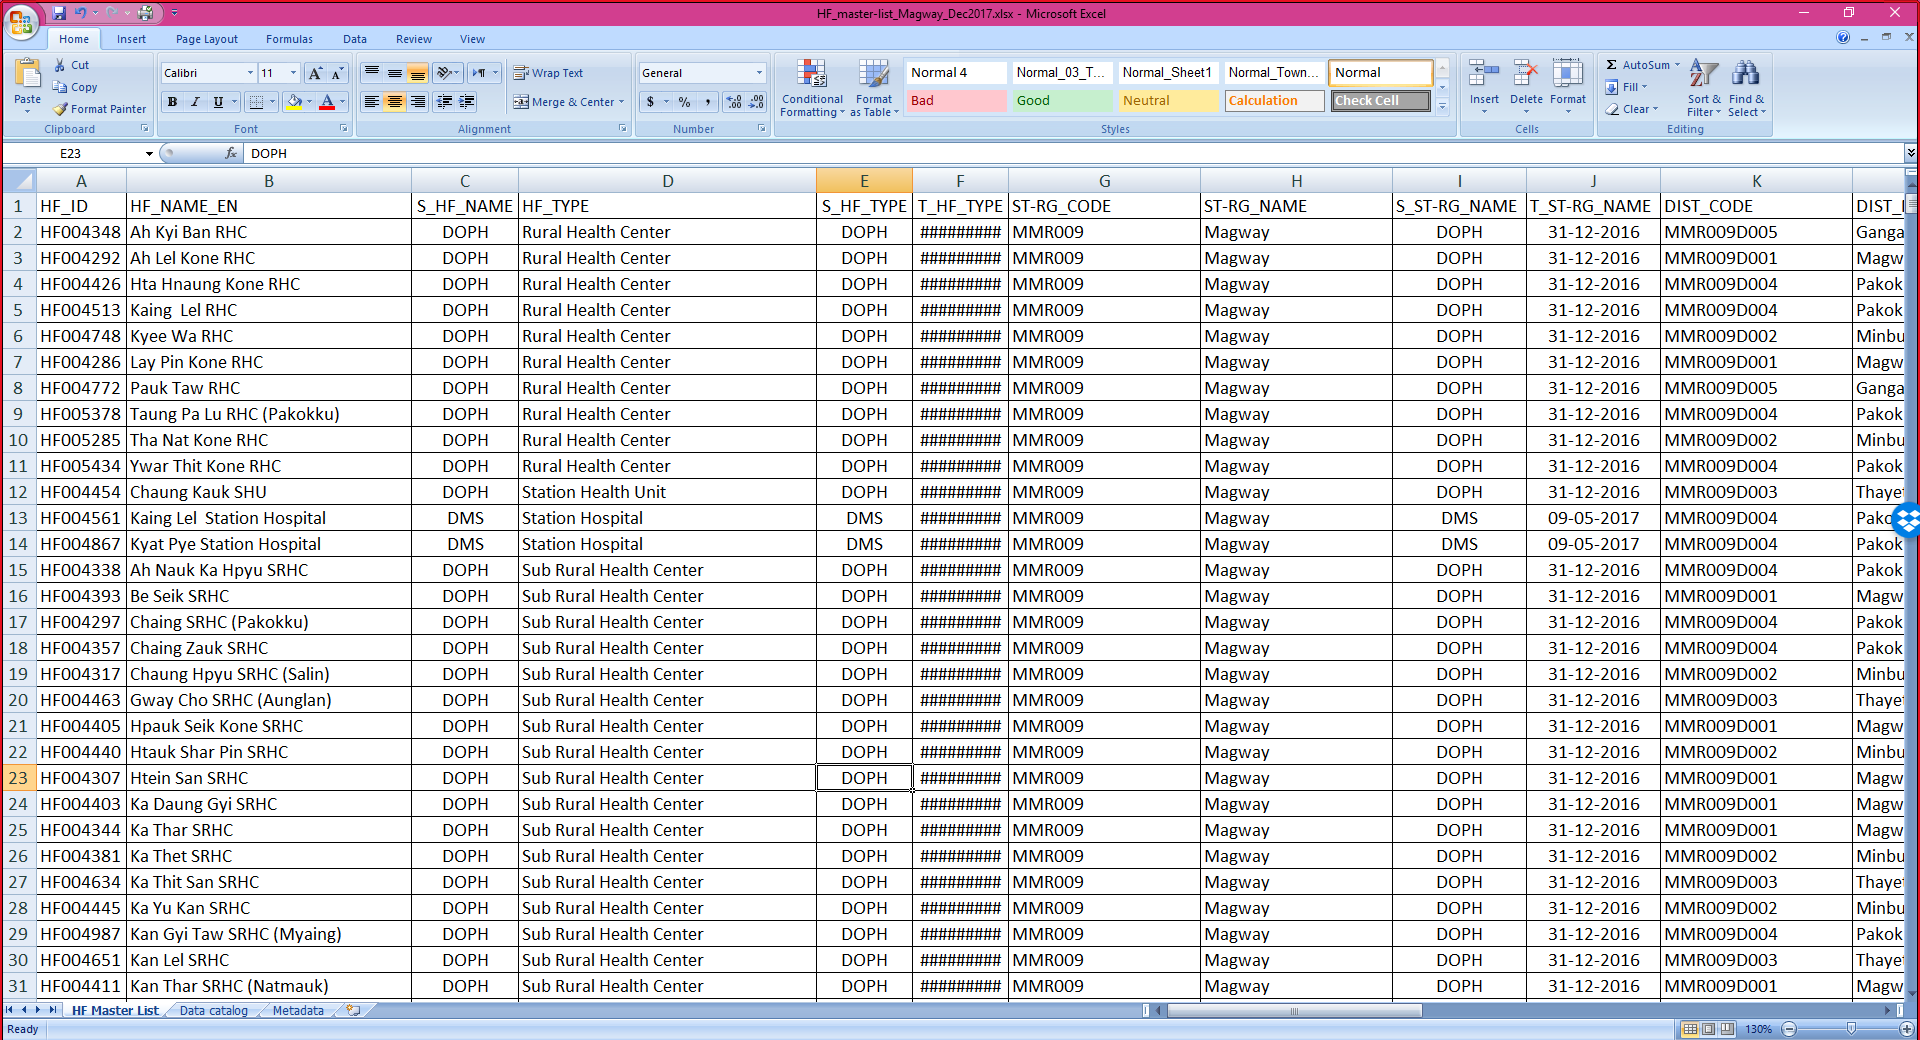 HF_master-list_Magway_Dec2017.xlsx - Microsoft Excel
Home Insert Page Layout Formulas Data Review View
Paste Cut Copy Format Painter Clipboard
Calibri 11 B I U Font
Wrap Text Merge & Center Alignment
General $ % , Number
Conditional Formatting Format as Table
Normal 4 Normal_03_T... Normal_Sheet1 Normal_Town... Normal
Bad Good Neutral Calculation Check Cell
Styles
Insert Delete Format Cells
Σ AutoSum Fill Clear Sort & Filter Find & Select Editing
E23 fx DOPH
A B C D E F G H I J K
1 HF_ID HF_NAME_EN S_HF_NAME HF_TYPE S_HF_TYPE T_HF_TYPE ST-RG_CODE ST-RG_NAME S_ST-RG_NAME T_ST-RG_NAME DIST_CODE
2 HF004348 Ah Kyi Ban RHC DOPH Rural Health Center DOPH ######### MMR009 Magway DOPH 31-12-2016 MMR009D005 Ganga
3 HF004292 Ah Lel Kone RHC DOPH Rural Health Center DOPH ######### MMR009 Magway DOPH 31-12-2016 MMR009D001 Magw
4 HF004426 Hta Hnaung Kone RHC DOPH Rural Health Center DOPH ######### MMR009 Magway DOPH 31-12-2016 MMR009D004 Pakok
5 HF004513 Kaing  Lel RHC DOPH Rural Health Center DOPH ######### MMR009 Magway DOPH 31-12-2016 MMR009D004 Pakok
6 HF004748 Kyee Wa RHC DOPH Rural Health Center DOPH ######### MMR009 Magway DOPH 31-12-2016 MMR009D002 Minbu
7 HF004286 Lay Pin Kone RHC DOPH Rural Health Center DOPH ######### MMR009 Magway DOPH 31-12-2016 MMR009D001 Magw
8 HF004772 Pauk Taw RHC DOPH Rural Health Center DOPH ######### MMR009 Magway DOPH 31-12-2016 MMR009D005 Ganga
9 HF005378 Taung Pa Lu RHC (Pakokku) DOPH Rural Health Center DOPH ######### MMR009 Magway DOPH 31-12-2016 MMR009D004 Pakok
10 HF005285 Tha Nat Kone RHC DOPH Rural Health Center DOPH ######### MMR009 Magway DOPH 31-12-2016 MMR009D002 Minbu
11 HF005434 Ywar Thit Kone RHC DOPH Rural Health Center DOPH ######### MMR009 Magway DOPH 31-12-2016 MMR009D004 Pakok
12 HF004454 Chaung Kauk SHU DOPH Station Health Unit DOPH ######### MMR009 Magway DOPH 31-12-2016 MMR009D003 Thaye
13 HF004561 Kaing Lel  Station Hospital DMS Station Hospital DMS ######### MMR009 Magway DMS 09-05-2017 MMR009D004 Pako
14 HF004867 Kyat Pye Station Hospital DMS Station Hospital DMS ######### MMR009 Magway DMS 09-05-2017 MMR009D004 Pakok
15 HF004338 Ah Nauk Ka Hpyu SRHC DOPH Sub Rural Health Center DOPH ######### MMR009 Magway DOPH 31-12-2016 MMR009D004 Pakok
16 HF004393 Be Seik SRHC DOPH Sub Rural Health Center DOPH ######### MMR009 Magway DOPH 31-12-2016 MMR009D001 Magw
17 HF004297 Chaing SRHC (Pakokku) DOPH Sub Rural Health Center DOPH ######### MMR009 Magway DOPH 31-12-2016 MMR009D004 Pakok
18 HF004357 Chaing Zauk SRHC DOPH Sub Rural Health Center DOPH ######### MMR009 Magway DOPH 31-12-2016 MMR009D004 Pakok
19 HF004317 Chaung Hpyu SRHC (Salin) DOPH Sub Rural Health Center DOPH ######### MMR009 Magway DOPH 31-12-2016 MMR009D002 Minbu
20 HF004463 Gway Cho SRHC (Aunglan) DOPH Sub Rural Health Center DOPH ######### MMR009 Magway DOPH 31-12-2016 MMR009D003 Thaye
21 HF004405 Hpauk Seik Kone SRHC DOPH Sub Rural Health Center DOPH ######### MMR009 Magway DOPH 31-12-2016 MMR009D001 Magw
22 HF004440 Htauk Shar Pin SRHC DOPH Sub Rural Health Center DOPH ######### MMR009 Magway DOPH 31-12-2016 MMR009D002 Minbu
23 HF004307 Htein San SRHC DOPH Sub Rural Health Center DOPH ######### MMR009 Magway DOPH 31-12-2016 MMR009D001 Magw
24 HF004403 Ka Daung Gyi SRHC DOPH Sub Rural Health Center DOPH ######### MMR009 Magway DOPH 31-12-2016 MMR009D001 Magw
25 HF004344 Ka Thar SRHC DOPH Sub Rural Health Center DOPH ######### MMR009 Magway DOPH 31-12-2016 MMR009D001 Magw
26 HF004381 Ka Thet SRHC DOPH Sub Rural Health Center DOPH ######### MMR009 Magway DOPH 31-12-2016 MMR009D002 Minbu
27 HF004634 Ka Thit San SRHC DOPH Sub Rural Health Center DOPH ######### MMR009 Magway DOPH 31-12-2016 MMR009D003 Thaye
28 HF004445 Ka Yu Kan SRHC DOPH Sub Rural Health Center DOPH ######### MMR009 Magway DOPH 31-12-2016 MMR009D002 Minbu
29 HF004987 Kan Gyi Taw SRHC (Myaing) DOPH Sub Rural Health Center DOPH ######### MMR009 Magway DOPH 31-12-2016 MMR009D004 Pakok
30 HF004651 Kan Lel SRHC DOPH Sub Rural Health Center DOPH ######### MMR009 Magway DOPH 31-12-2016 MMR009D003 Thaye
31 HF004411 Kan Thar SRHC (Natmauk) DOPH Sub Rural Health Center DOPH ######### MMR009 Magway DOPH 31-12-2016 MMR009D001 Magw
HF Master List Data catalog Metadata
Ready 130%